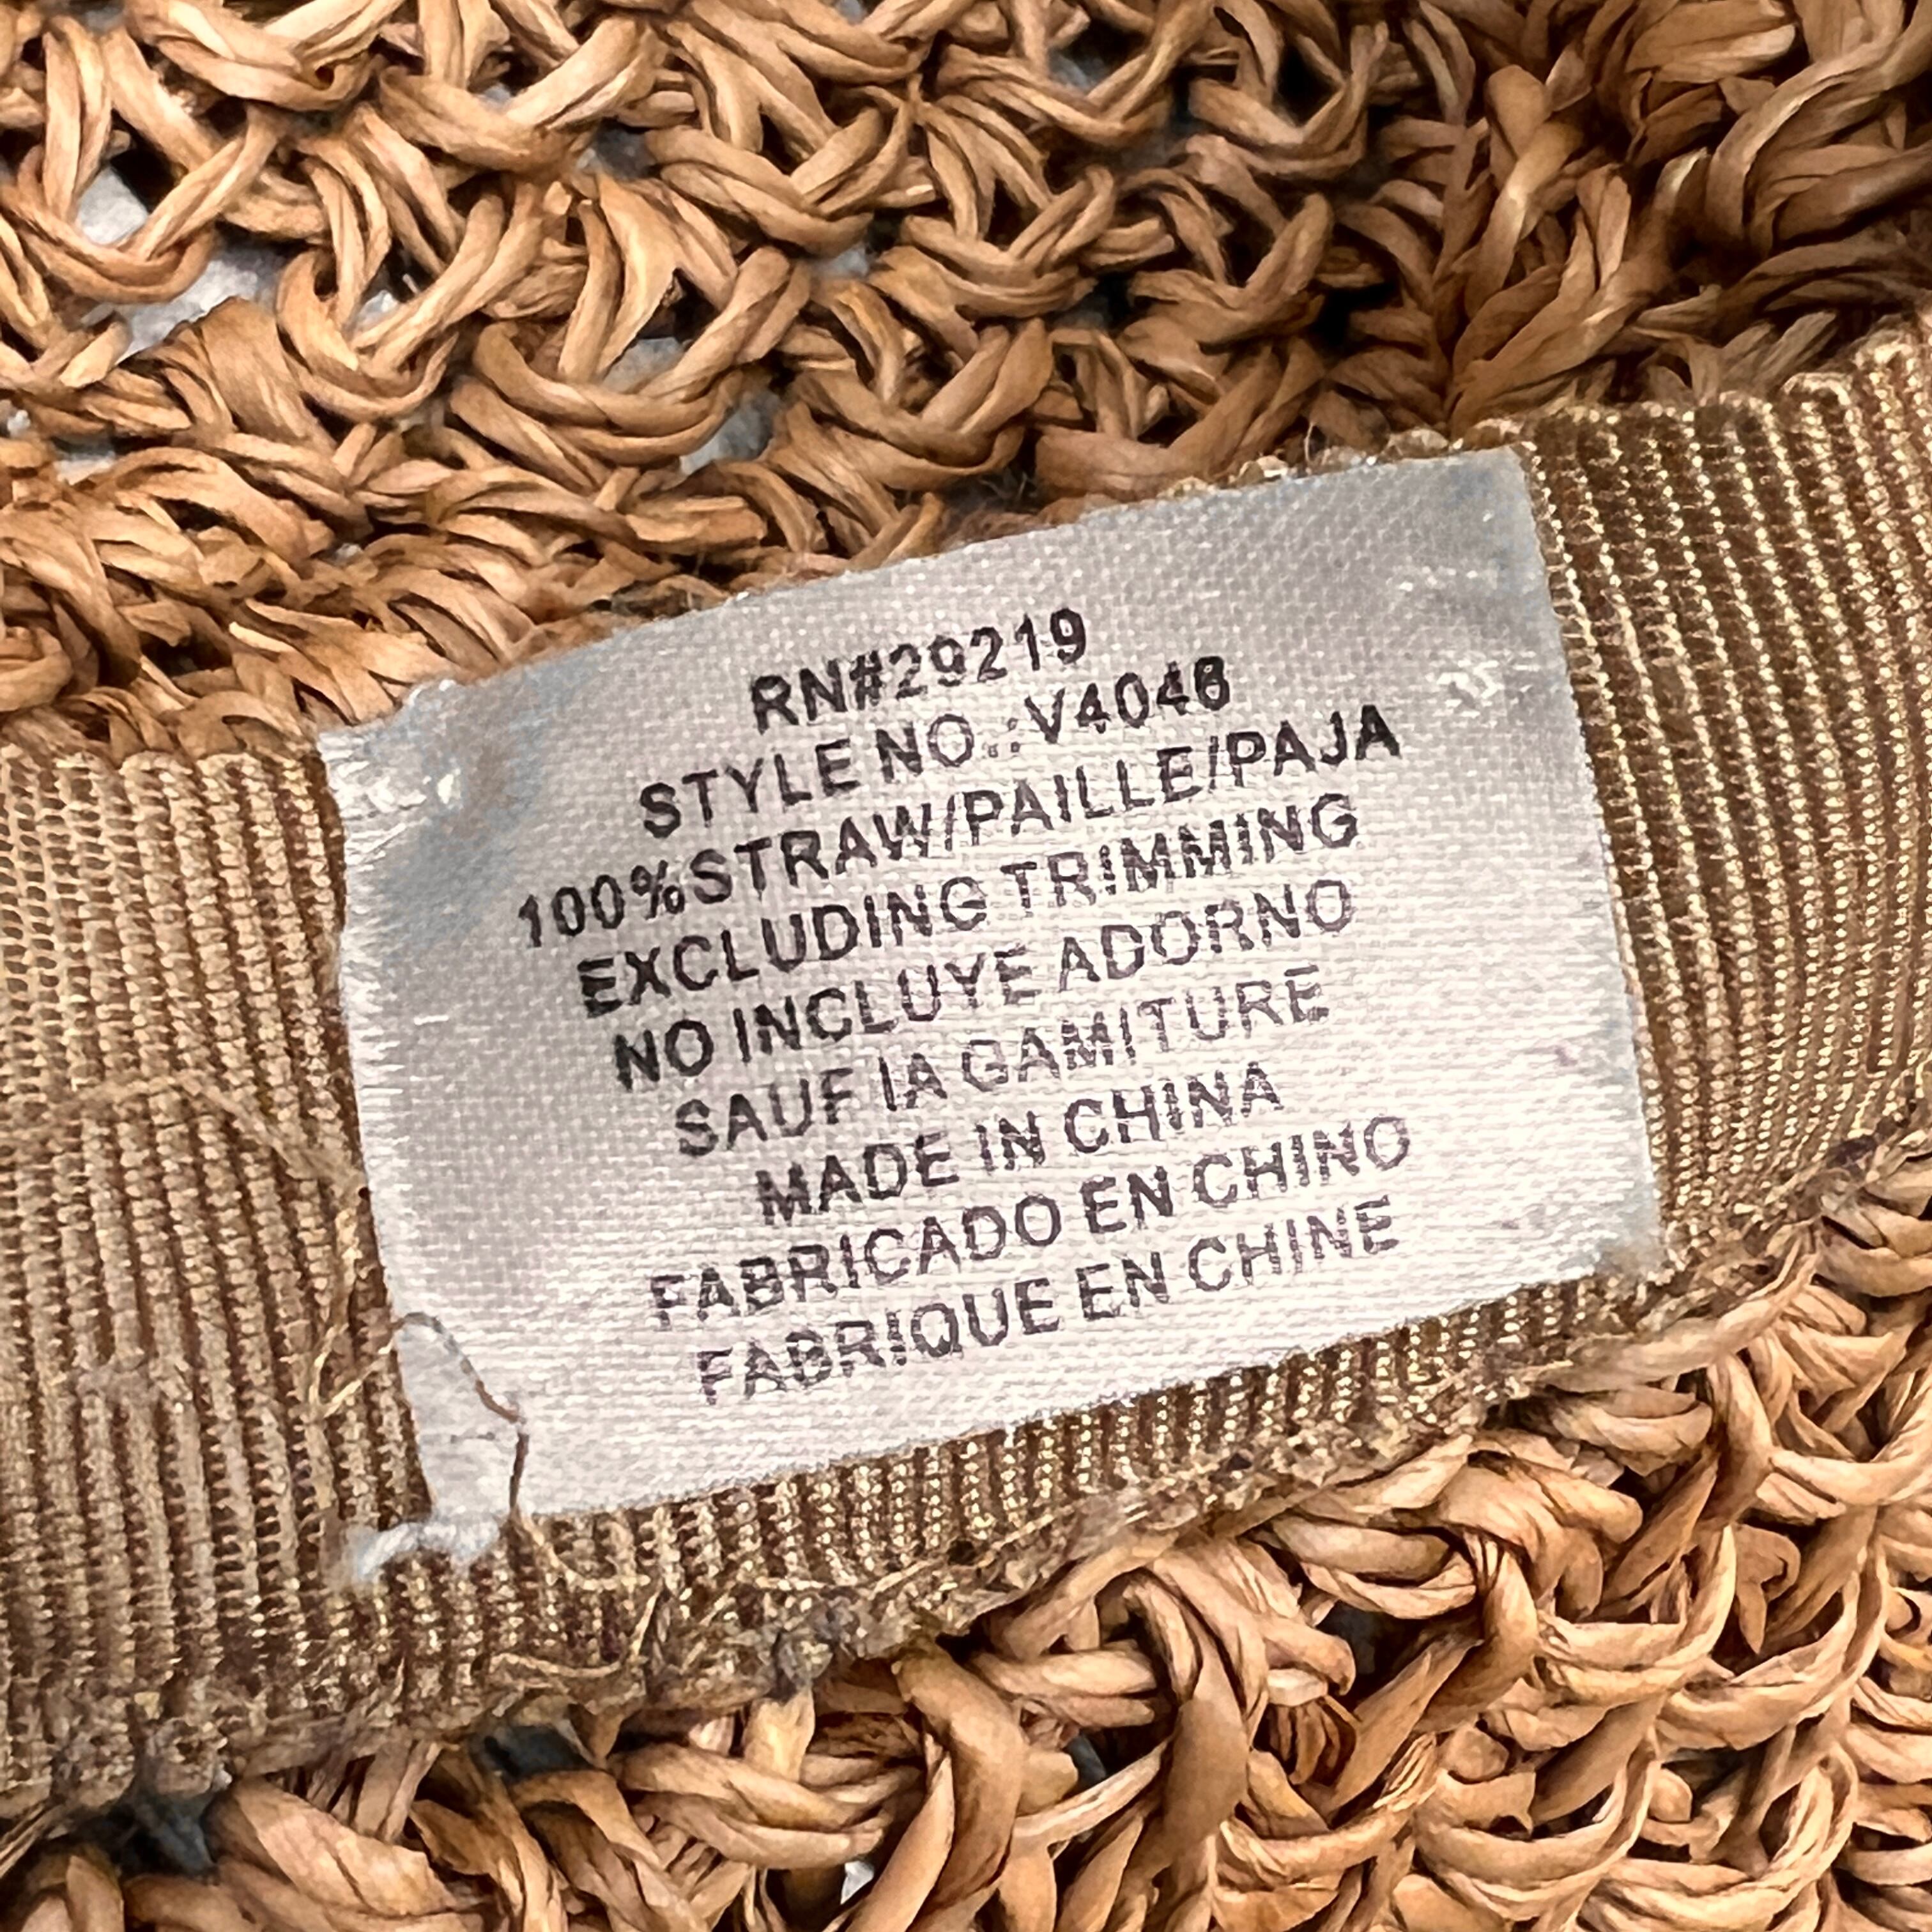 RN#29219
STYLE NO.:V4046
100%STRAW/PAILLE/PAJA
EXCLUDING TRIMMING
NO INCLUYE ADORNO
SAUF IA GAMITURE
MADE IN CHINA
FABRICADO EN CHINO
FABRIQUE EN CHINE